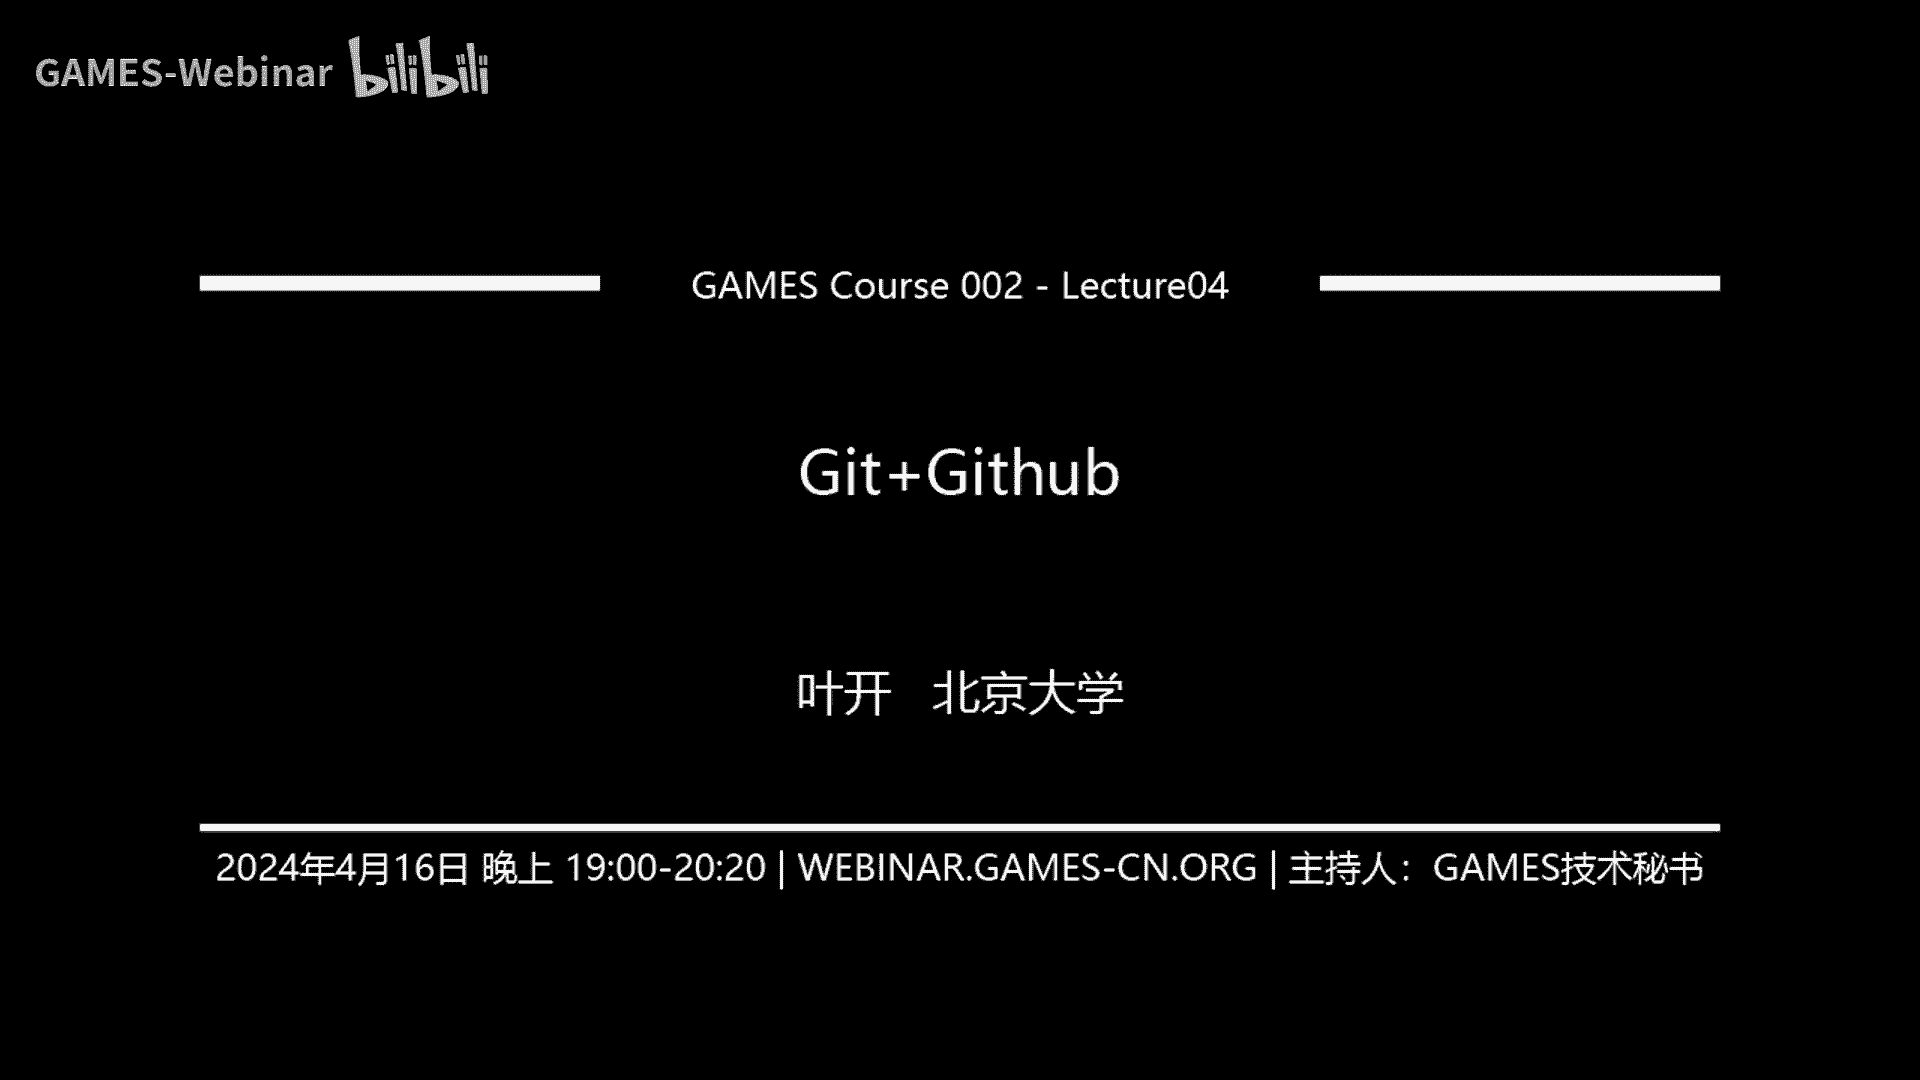 GAMES-Webinar bilibili
GAMES Course 002 - Lecture04
Git+Github
叶开 北京大学
2024年4月16日 晚上 19:00-20:20 | WEBINAR.GAMES-CN.ORG | 主持人：GAMES技术秘书